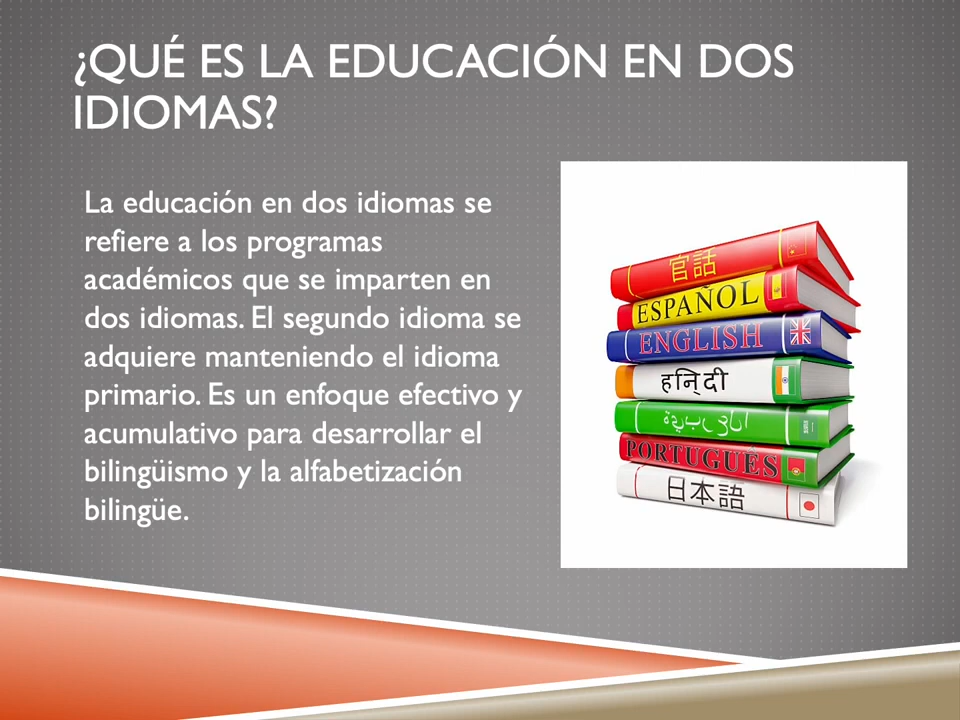 ¿QUÉ ES LA EDUCACIÓN EN DOS
IDIOMAS?
La educación en dos idiomas se
refiere a los programas
académicos que se imparten en
dos idiomas. El segundo idioma se
adquiere manteniendo el idioma
primario. Es un enfoque efectivo y
acumulativo para desarrollar el
bilingüismo y la alfabetización
bilingüe.
官話
ESPAÑOL
ENGLISH
हिन्दी
PORTUGUÊS
日本語